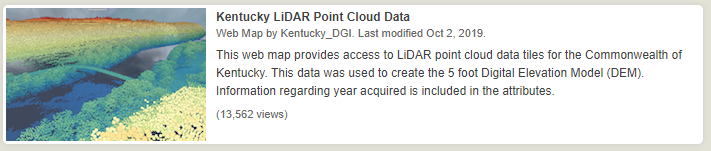 Kentucky LiDAR Point Cloud Data
Web Map by Kentucky_DGI. Last modified Oct 2, 2019.
This web map provides access to LiDAR point cloud data tiles for the Commonwealth of
Kentucky. This data was used to create the 5 foot Digital Elevation Model (DEM).
Information regarding year acquired is included in the attributes.
(13,562 views)